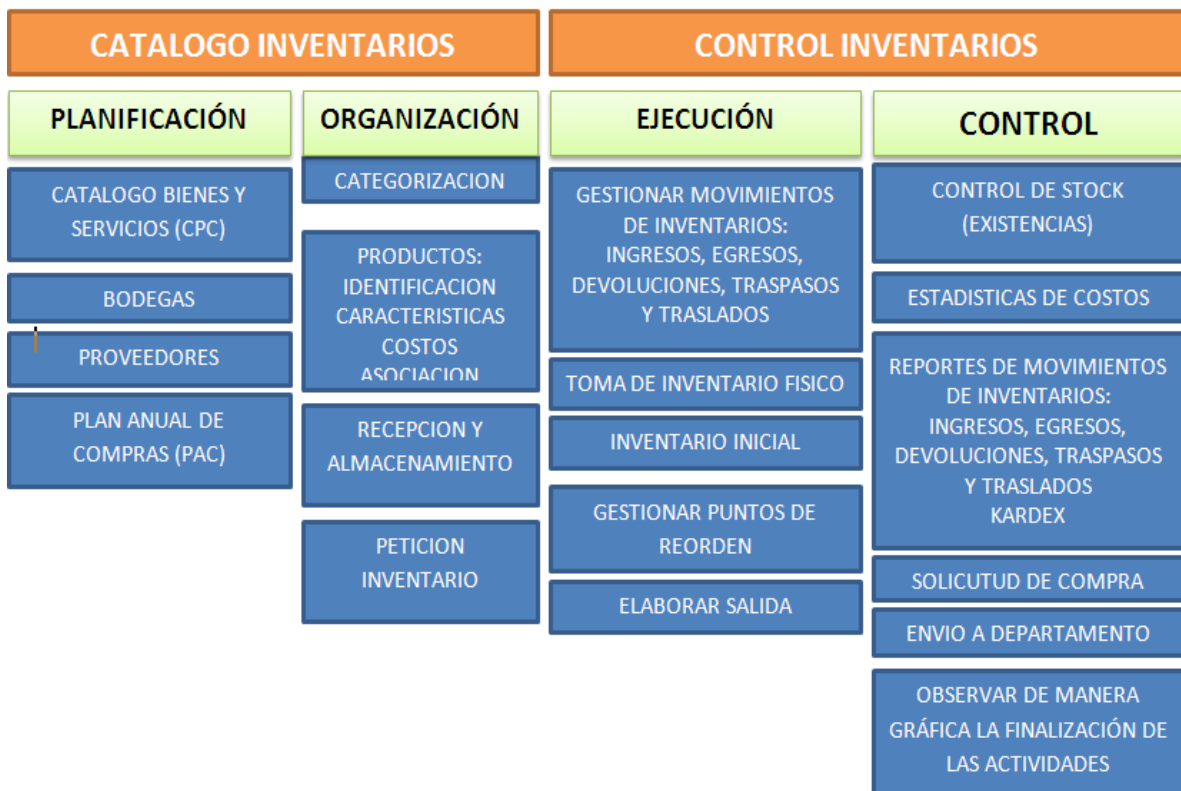 CATALOGO INVENTARIOS
CONTROL INVENTARIOS
PLANIFICACIÓN
ORGANIZACIÓN
EJECUCIÓN
CONTROL
CATALOGO BIENES Y
SERVICIOS (CPC)
BODEGAS
PROVEEDORES
PLAN ANUAL DE
COMPRAS (PAC)
CATEGORIZACION
PRODUCTOS:
IDENTIFICACION
CARACTERISTICAS
COSTOS
ASOCIACION
RECEPCION Y
ALMACENAMIENTO
PETICION
INVENTARIO
GESTIONAR MOVIMIENTOS
DE INVENTARIOS:
INGRESOS, EGRESOS,
DEVOLUCIONES, TRASPASOS
Y TRASLADOS
TOMA DE INVENTARIO FISICO
INVENTARIO INICIAL
GESTIONAR PUNTOS DE
REORDEN
ELABORAR SALIDA
CONTROL DE STOCK
(EXISTENCIAS)
ESTADISTICAS DE COSTOS
REPORTES DE MOVIMIENTOS
DE INVENTARIOS:
INGRESOS, EGRESOS,
DEVOLUCIONES, TRASPASOS
Y TRASLADOS
KARDEX
SOLICUTUD DE COMPRA
ENVIO A DEPARTAMENTO
OBSERVAR DE MANERA
GRÁFICA LA FINALIZACIÓN DE
LAS ACTIVIDADES